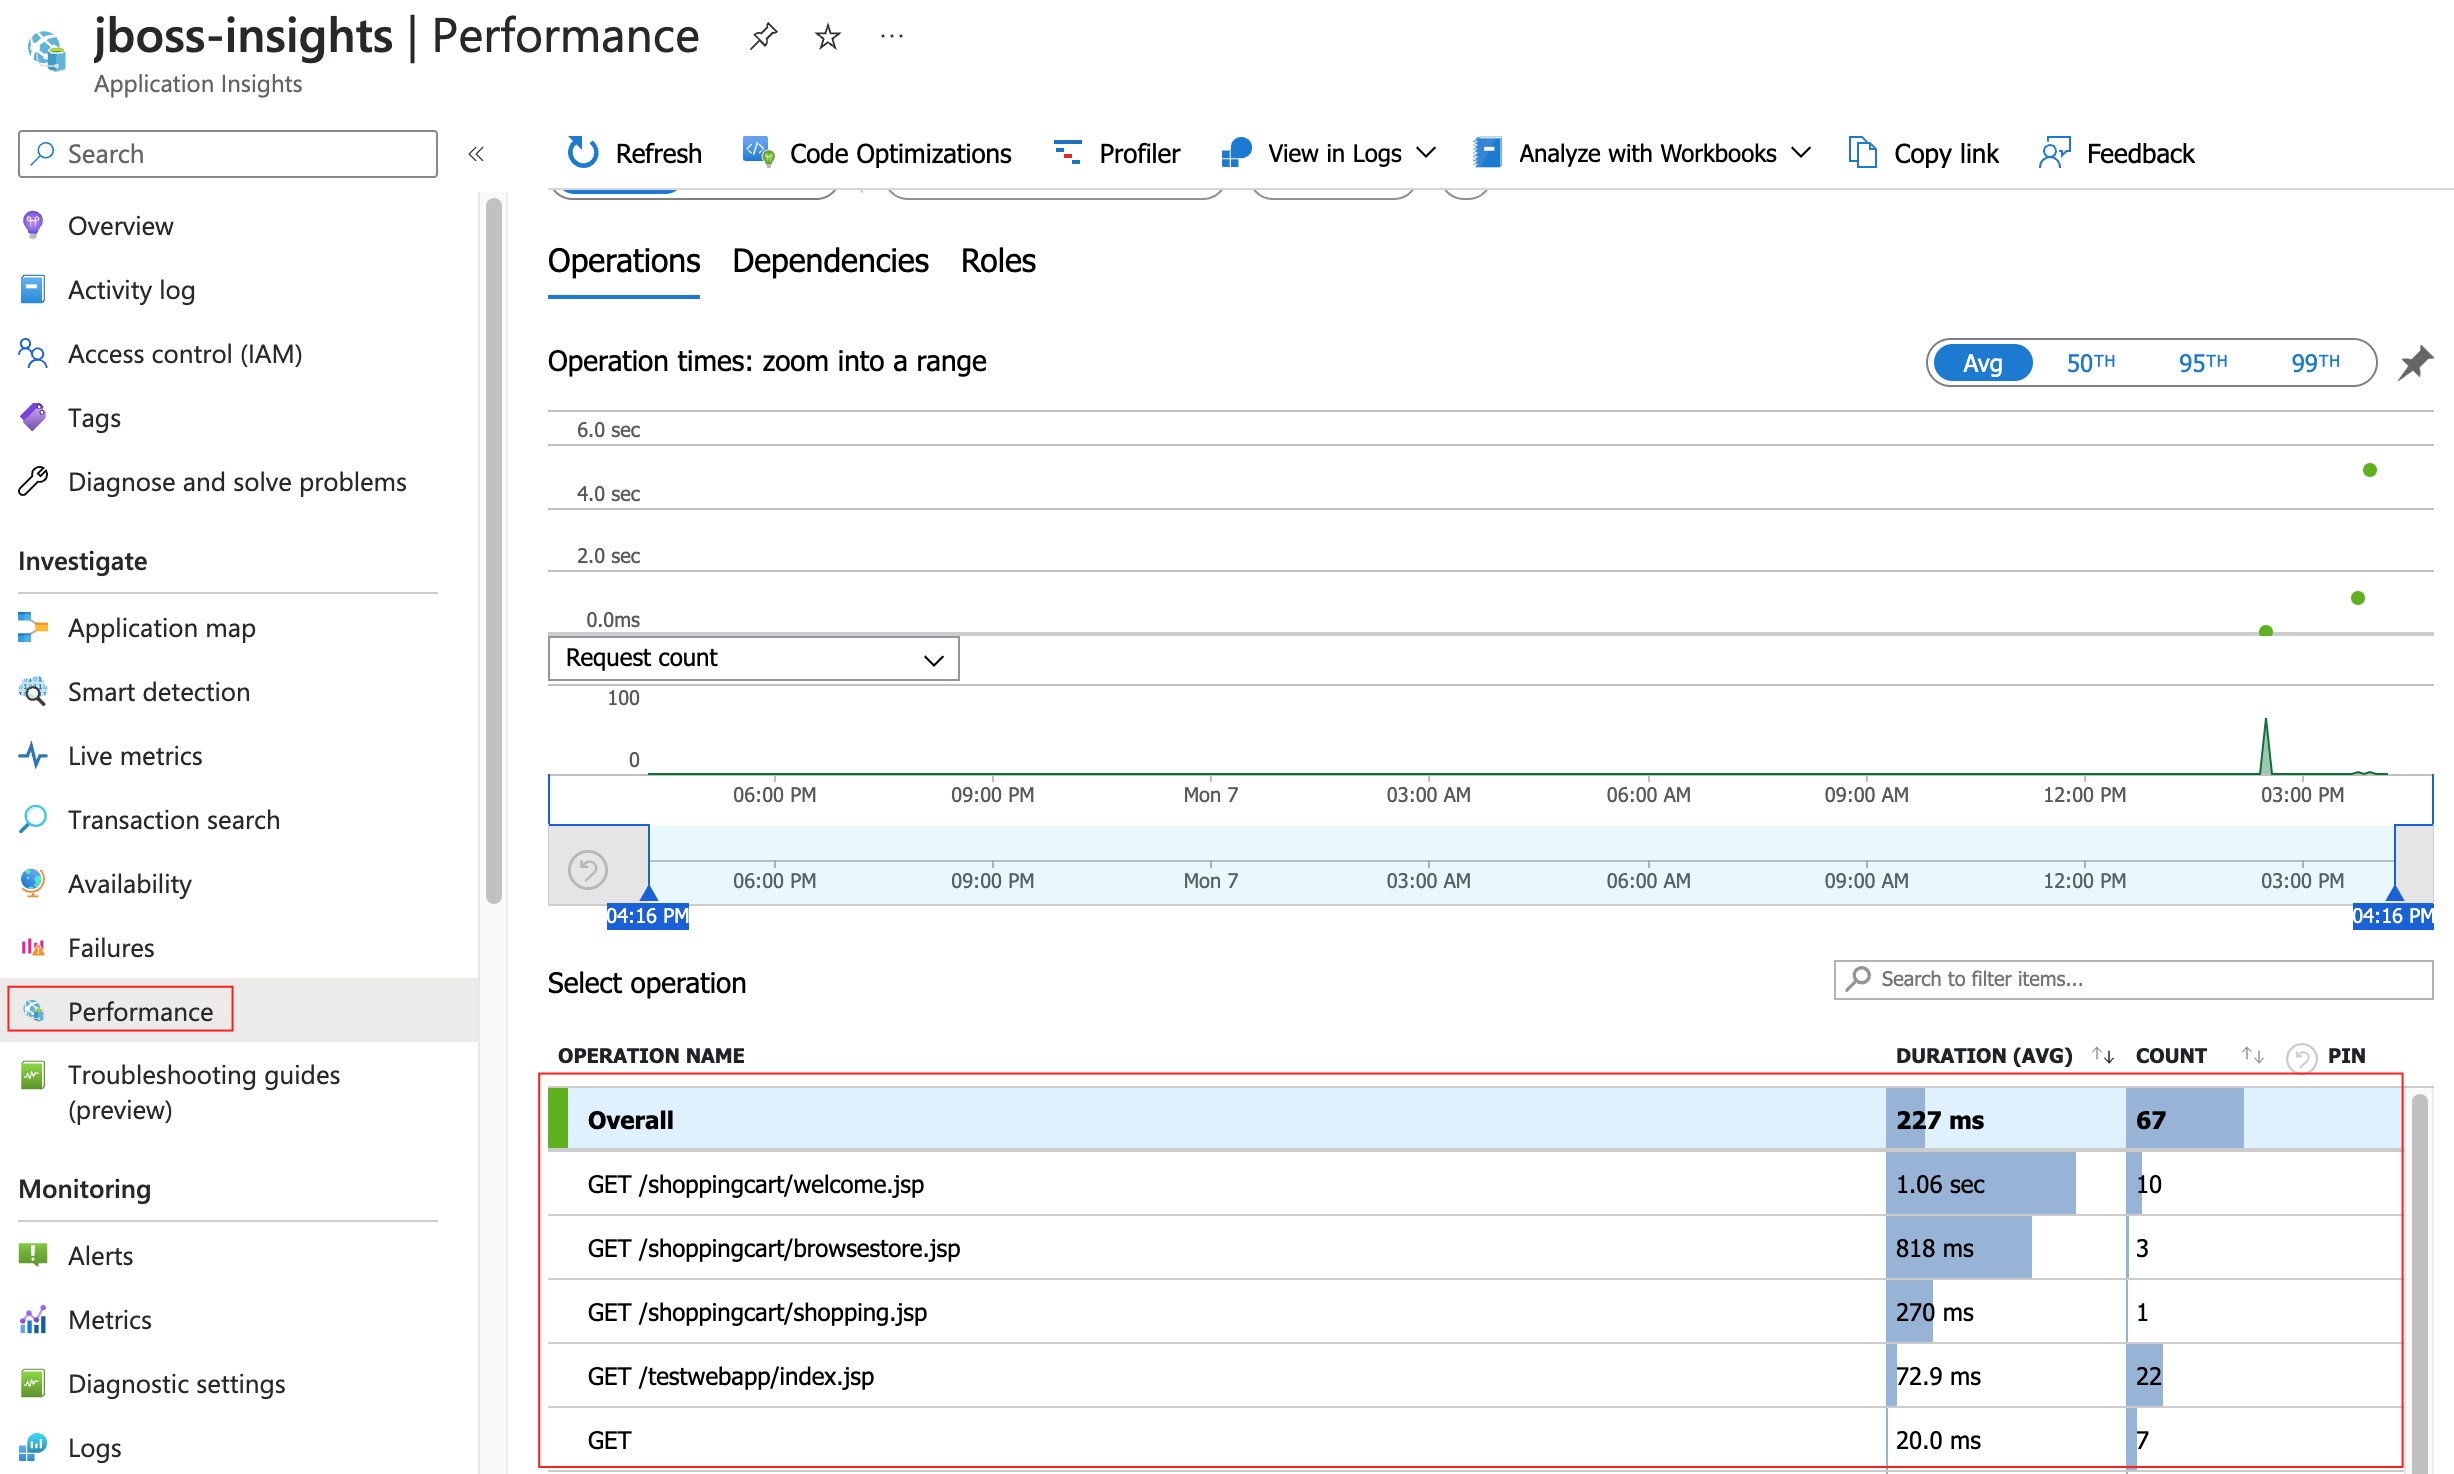 jboss-insights | Performance
Application Insights
Search
Refresh
Code Optimizations
Profiler
View in Logs
Analyze with Workbooks
Copy link
Feedback
Overview
Activity log
Access control (IAM)
Tags
Diagnose and solve problems
Investigate
Application map
Smart detection
Live metrics
Transaction search
Availability
Failures
Performance
Troubleshooting guides
(preview)
Monitoring
Alerts
Metrics
Diagnostic settings
Logs
Operations Dependencies Roles
Operation times: zoom into a range
Avg 50TH 95TH 99TH
6.0 sec
4.0 sec
2.0 sec
0.0ms
Request count
100
0
06:00 PM 09:00 PM Mon 7 03:00 AM 06:00 AM 09:00 AM 12:00 PM 03:00 PM
06:00 PM 09:00 PM Mon 7 03:00 AM 06:00 AM 09:00 AM 12:00 PM 03:00 PM
04:16 PM 04:16 PM
Select operation
Search to filter items...
OPERATION NAME DURATION (AVG) COUNT PIN
Overall 227 ms 67
GET /shoppingcart/welcome.jsp 1.06 sec 10
GET /shoppingcart/browsestore.jsp 818 ms 3
GET /shoppingcart/shopping.jsp 270 ms 1
GET /testwebapp/index.jsp 72.9 ms 22
GET 20.0 ms 7